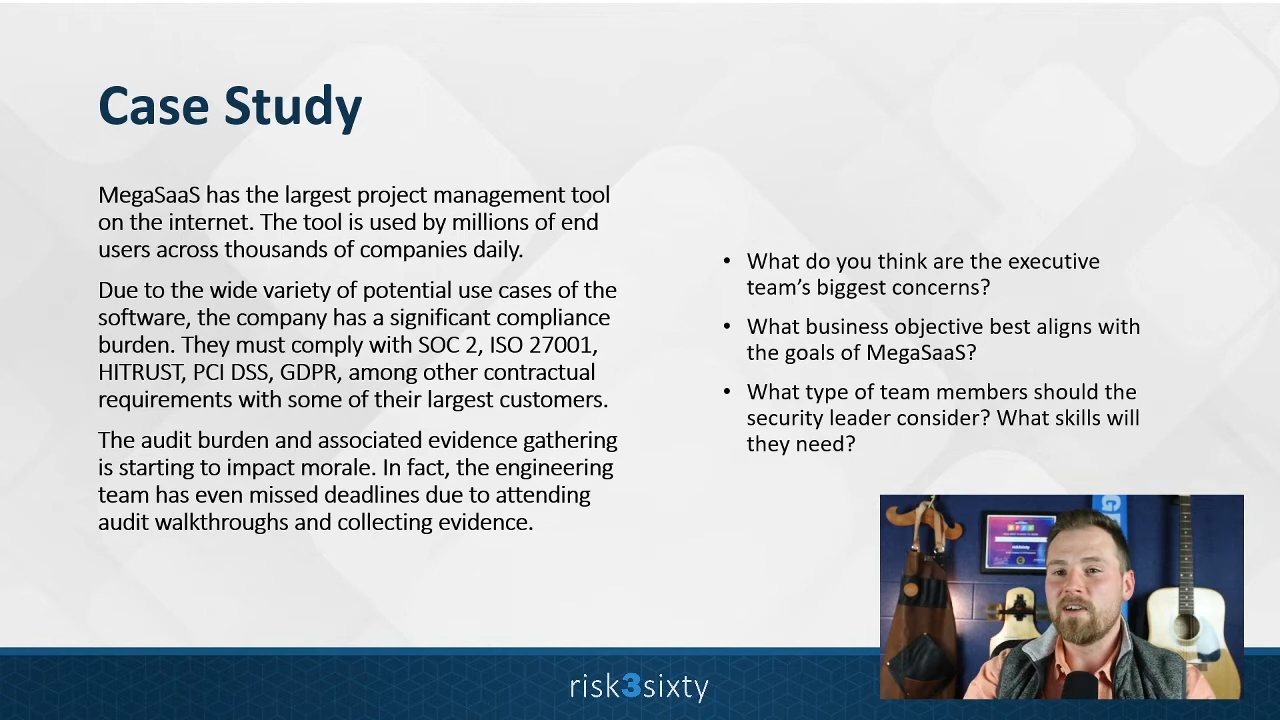 Case Study
MegaSaaS has the largest project management tool
on the internet. The tool is used by millions of end
users across thousands of companies daily.
Due to the wide variety of potential use cases of the
software, the company has a significant compliance
burden. They must comply with SOC 2, ISO 27001,
HITRUST, PCI DSS, GDPR, among other contractual
requirements with some of their largest customers.
The audit burden and associated evidence gathering
is starting to impact morale. In fact, the engineering
team has even missed deadlines due to attending
audit walkthroughs and collecting evidence.
• What do you think are the executive
team's biggest concerns?
• What business objective best aligns with
the goals of MegaSaaS?
• What type of team members should the
security leader consider? What skills will
they need?
risk3sixty